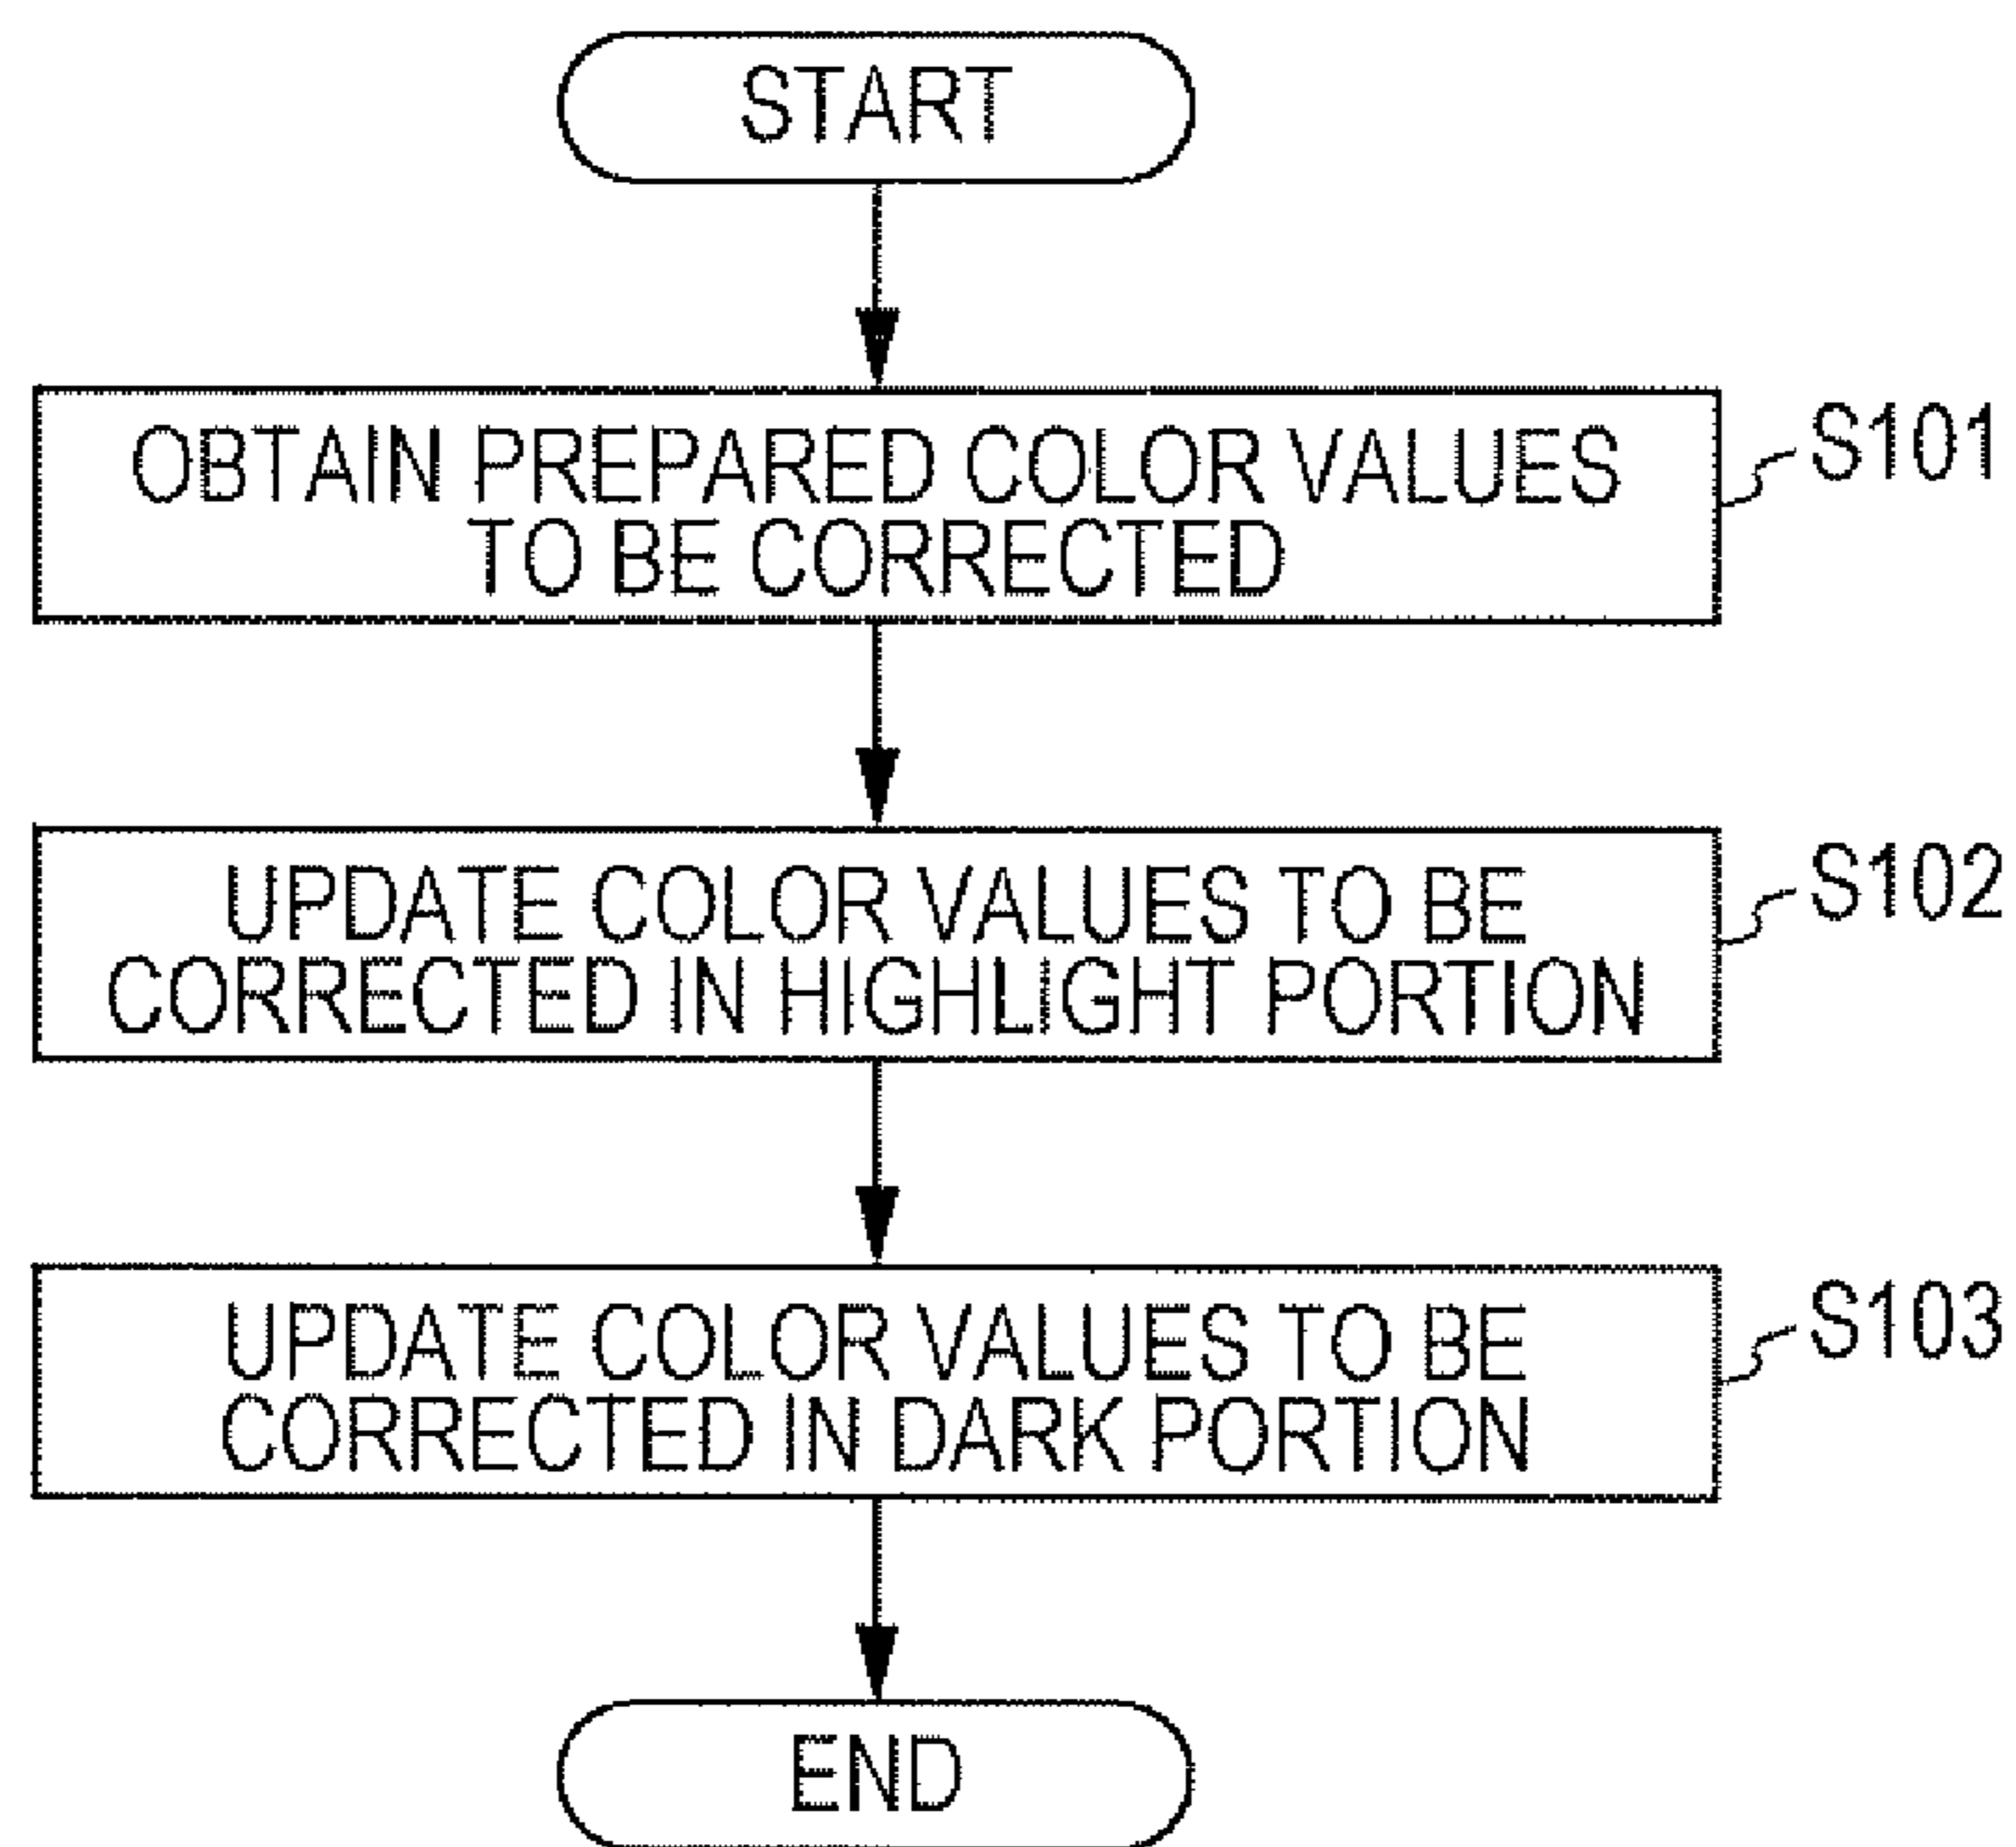 START
OBTAIN PREPARED COLOR VALUES
TO BE CORRECTED
S101
UPDATE COLOR VALUES TO BE
CORRECTED IN HIGHLIGHT PORTION
S102
UPDATE COLOR VALUES TO BE
CORRECTED IN DARK PORTION
S103
END